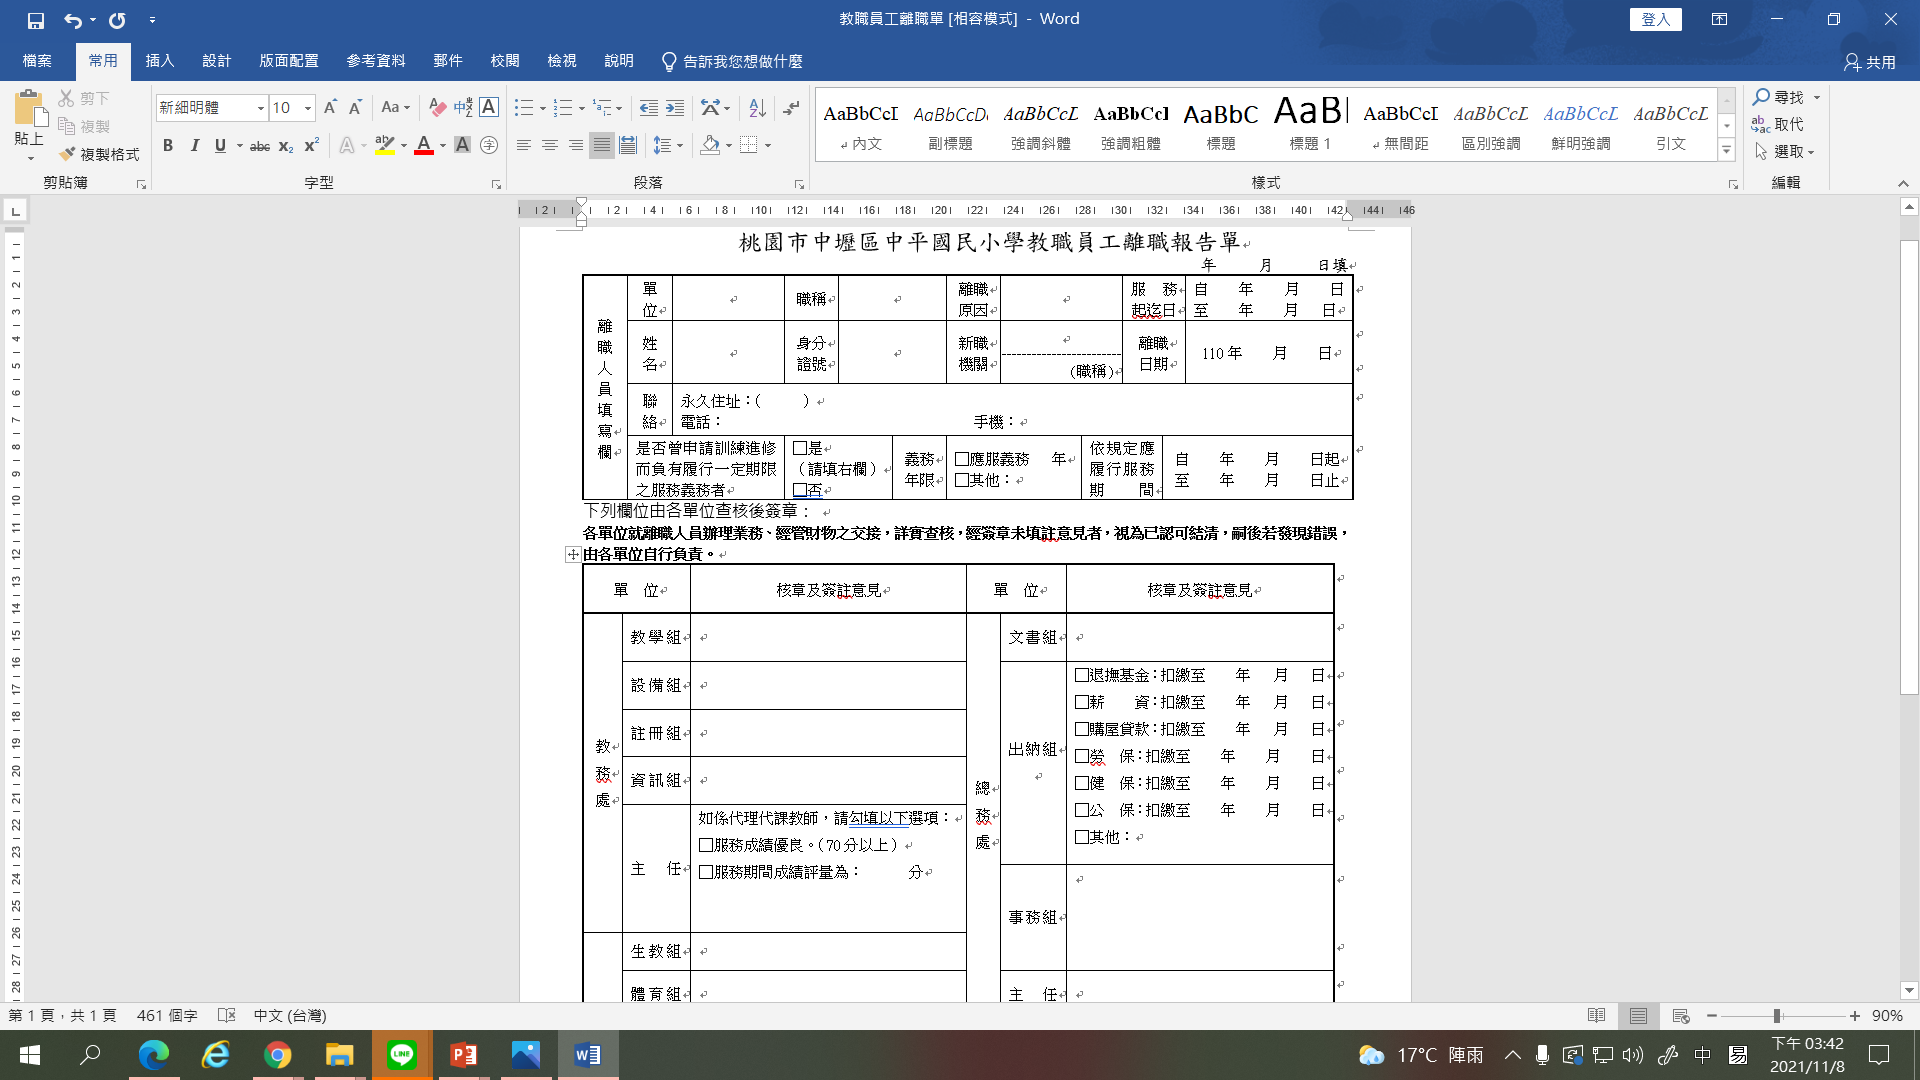 教職員工離職單 [相容模式] - Word
登入
檔案 常用 插入 設計 版面配置 參考資料 郵件 校閱 檢視 說明 告訴我您想做什麼 共用
貼上 剪下 複製 複製格式 剪貼簿
新細明體 10 字型
段落
AaBbCcI AaBbCcDi AaBbCcL AaBbCcI AaBbC AaBl AaBbCcI AaBbCcL AaBbCcL AaBbCcL
內文 副標題 強調斜體 強調粗體 標題 標題 1 無間距 區別強調 鮮明強調 引文
樣式
尋找 取代 選取 編輯
桃園市中壢區中平國民小學教職員工離職報告單
年 月 日填
離職人員填寫欄
單位 職稱 離職原因 服務起迄日 自 年 月 日
至 年 月 日
姓名 身分證號 新職機關 (職稱) 離職日期 110年 月 日
聯絡 永久住址：( )
電話： 手機：
是否曾申請訓練進修而負有履行一定期限之服務義務者 □是（請填右欄）□否 義務年限 □應服義務 年 □其他： 依規定應履行服務期間 自 年 月 日起
至 年 月 日止
下列欄位由各單位查核後簽章：
各單位就離職人員辦理業務、經管財物之交接，詳實查核，經簽章未填註意見者，視為已認可結清，嗣後若發現錯誤，
由各單位自行負責。
單 位 核章及簽註意見 單 位 核章及簽註意見
教務處
教學組
設備組
註冊組
資訊組
主 任
如係代理代課教師，請勾填以下選項：
□服務成績優良。(70分以上)
□服務期間成績評量為： 分
生教組
體育組
總務處
文書組
出納組
□退撫基金：扣繳至 年 月 日
□薪 資：扣繳至 年 月 日
□購屋貸款：扣繳至 年 月 日
□勞 保：扣繳至 年 月 日
□健 保：扣繳至 年 月 日
□公 保：扣繳至 年 月 日
□其他：
事務組
主 任
第 1 頁，共 1 頁 461 個字 中文 (台灣) 90%
17°C 陣雨 中 易 下午 03:42
2021/11/8